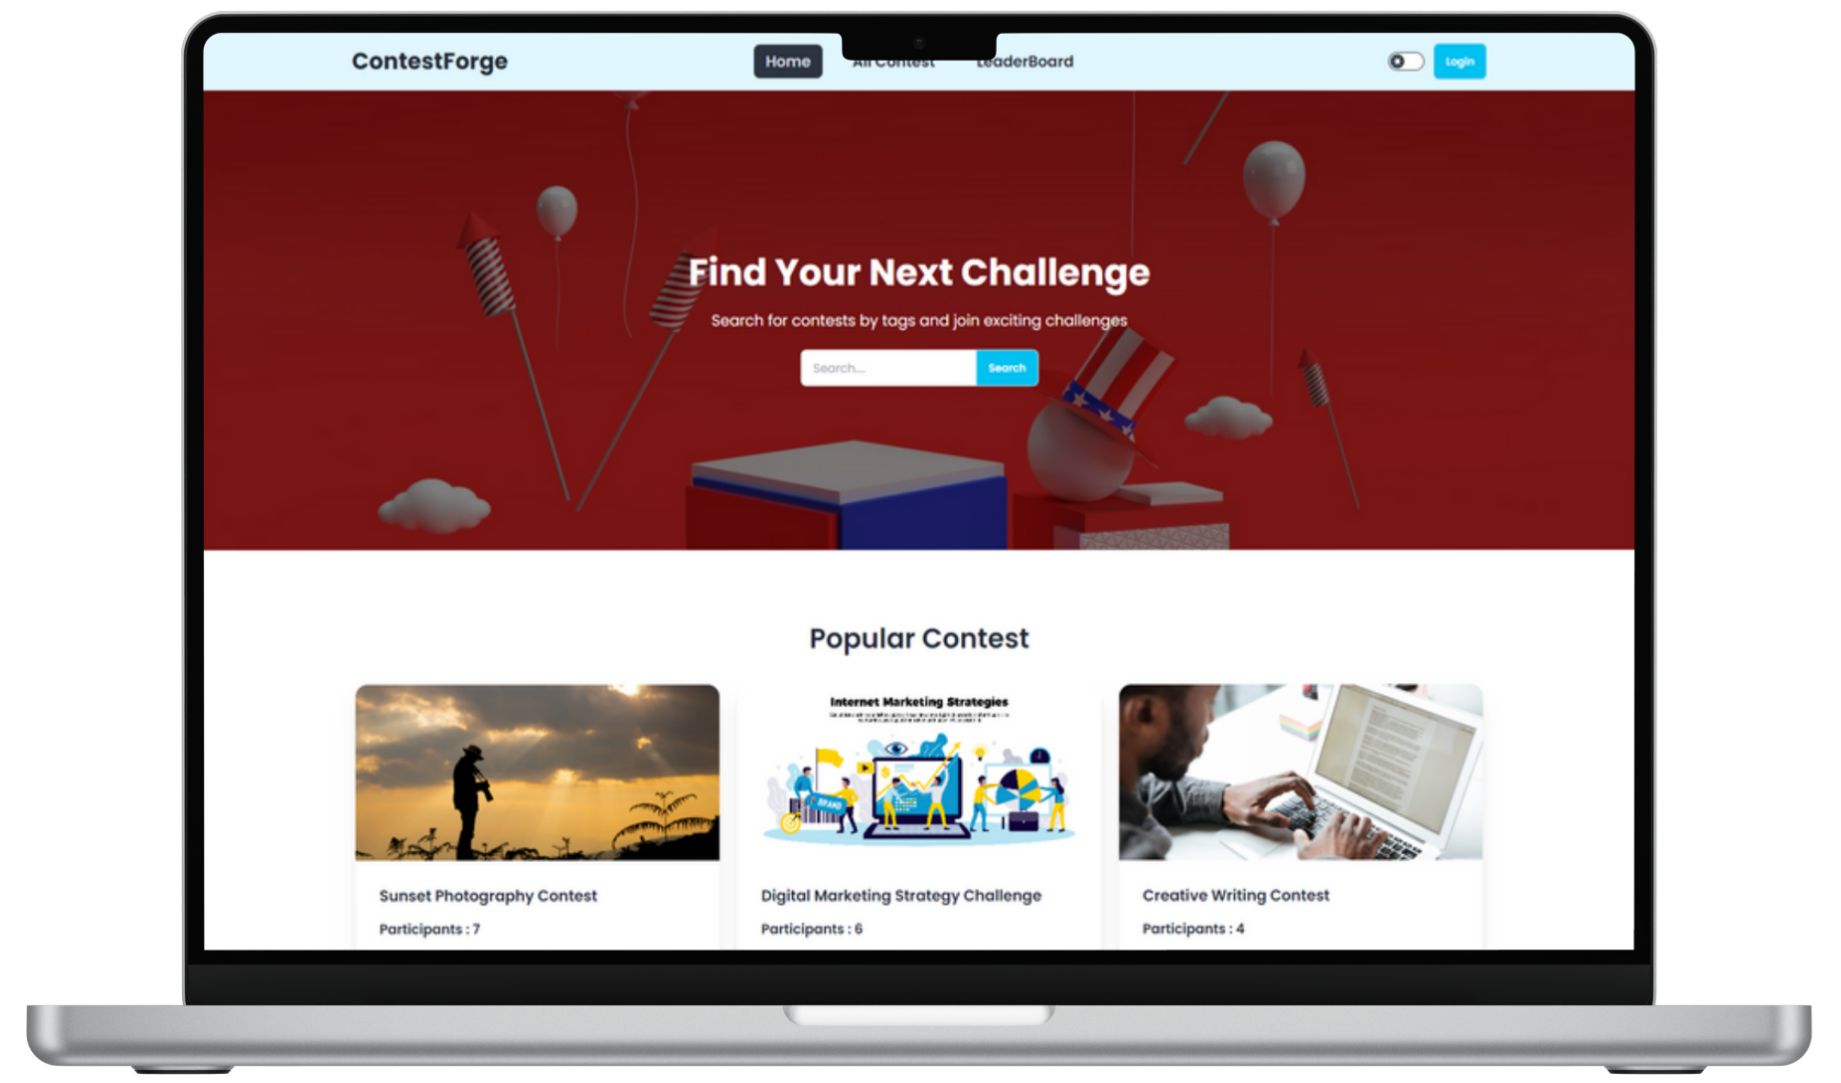 ContestForge
Home
All Contest
LeaderBoard
Login
Find Your Next Challenge
Search for contests by tags and join exciting challenges
Search...
Search
Popular Contest
Internet Marketing Strategies
BRAND
Sunset Photography Contest
Digital Marketing Strategy Challenge
Creative Writing Contest
Participants : 7
Participants : 6
Participants : 4